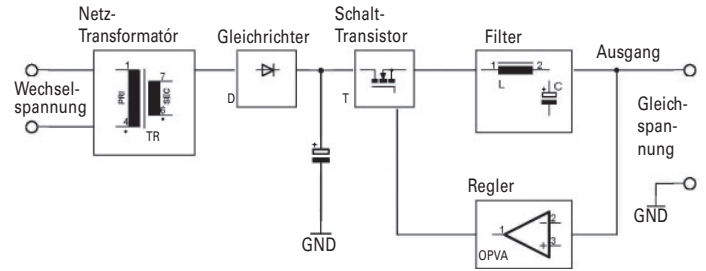 Netz-
Transformatór
Gleichrichter
Schalt-
Transistor
Filter
Ausgang
Wechsel-
spannung
1
4
PRI
7
SEC
TR
D
T
1
2
L
+
C
Gleich-
span-
nung
+
GND
Regler
1
2
3
−
+
OPVA
GND